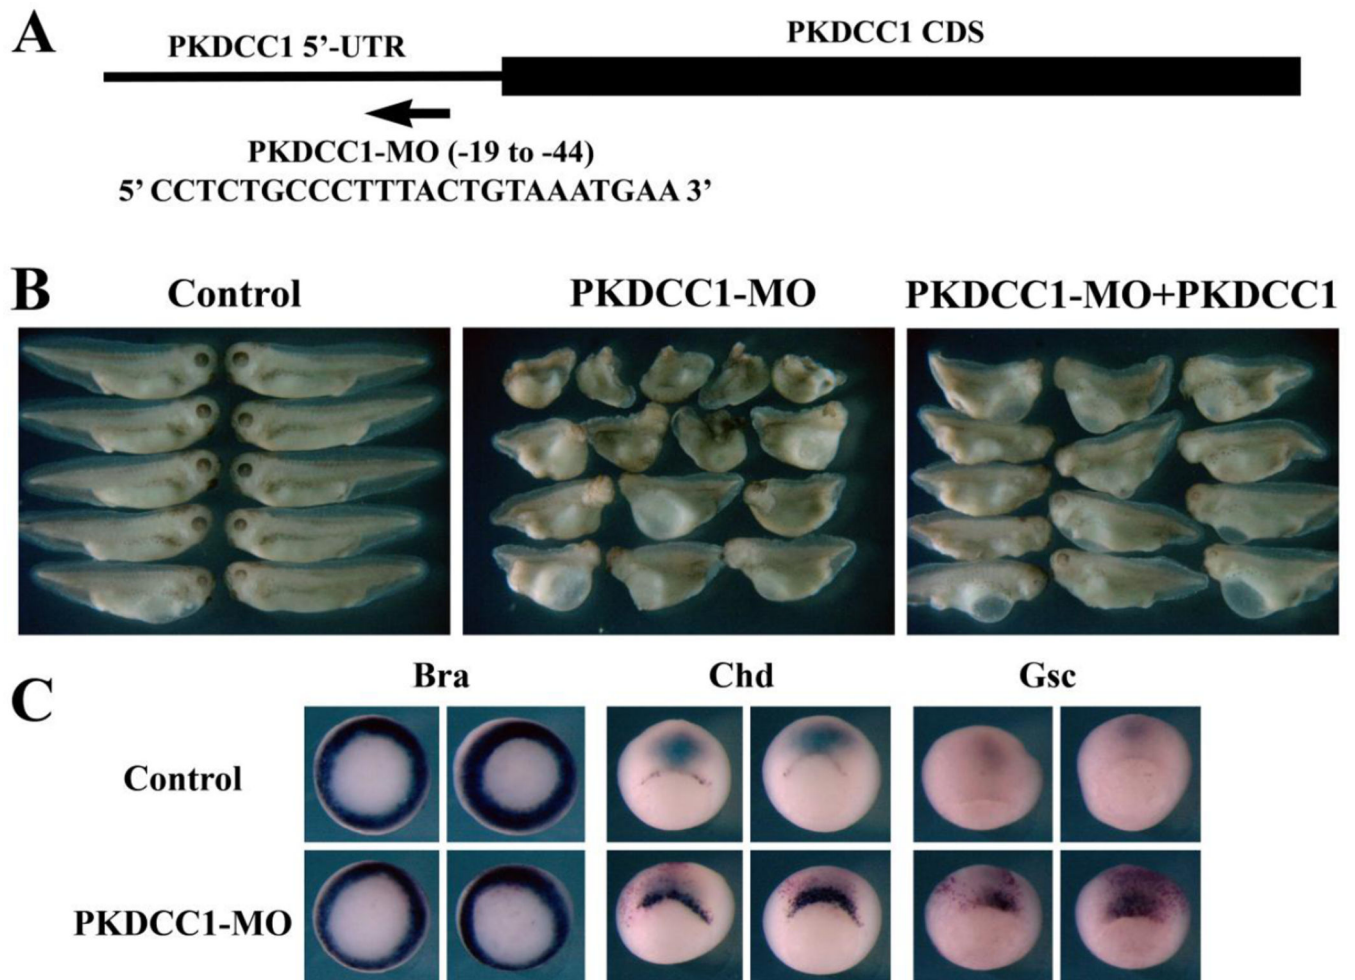 A
PKDCC1 5’-UTR
PKDCC1 CDS
PKDCC1-MO (-19 to -44)
5’ CCTCTGCCCTTTACTGTAAATGAA 3’
B
Control
PKDCC1-MO
PKDCC1-MO+PKDCC1
C
Bra
Chd
Gsc
Control
PKDCC1-MO